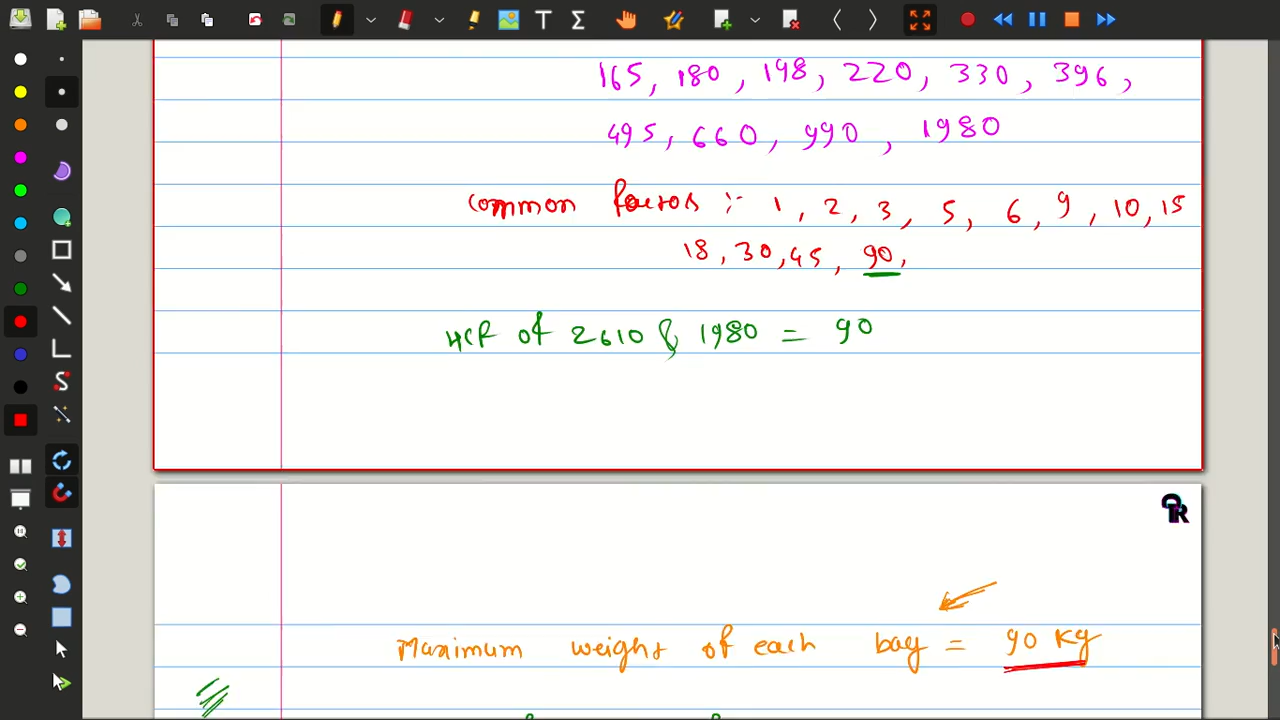 165, 180, 198, 220, 330, 396,
495, 660, 990, 1980
common factors :- 1, 2, 3, 5, 6, 9, 10, 15
18, 30, 45, 90,
HCF of 2610 & 1980 = 90
Maximum weight of each bag = 90 Kg